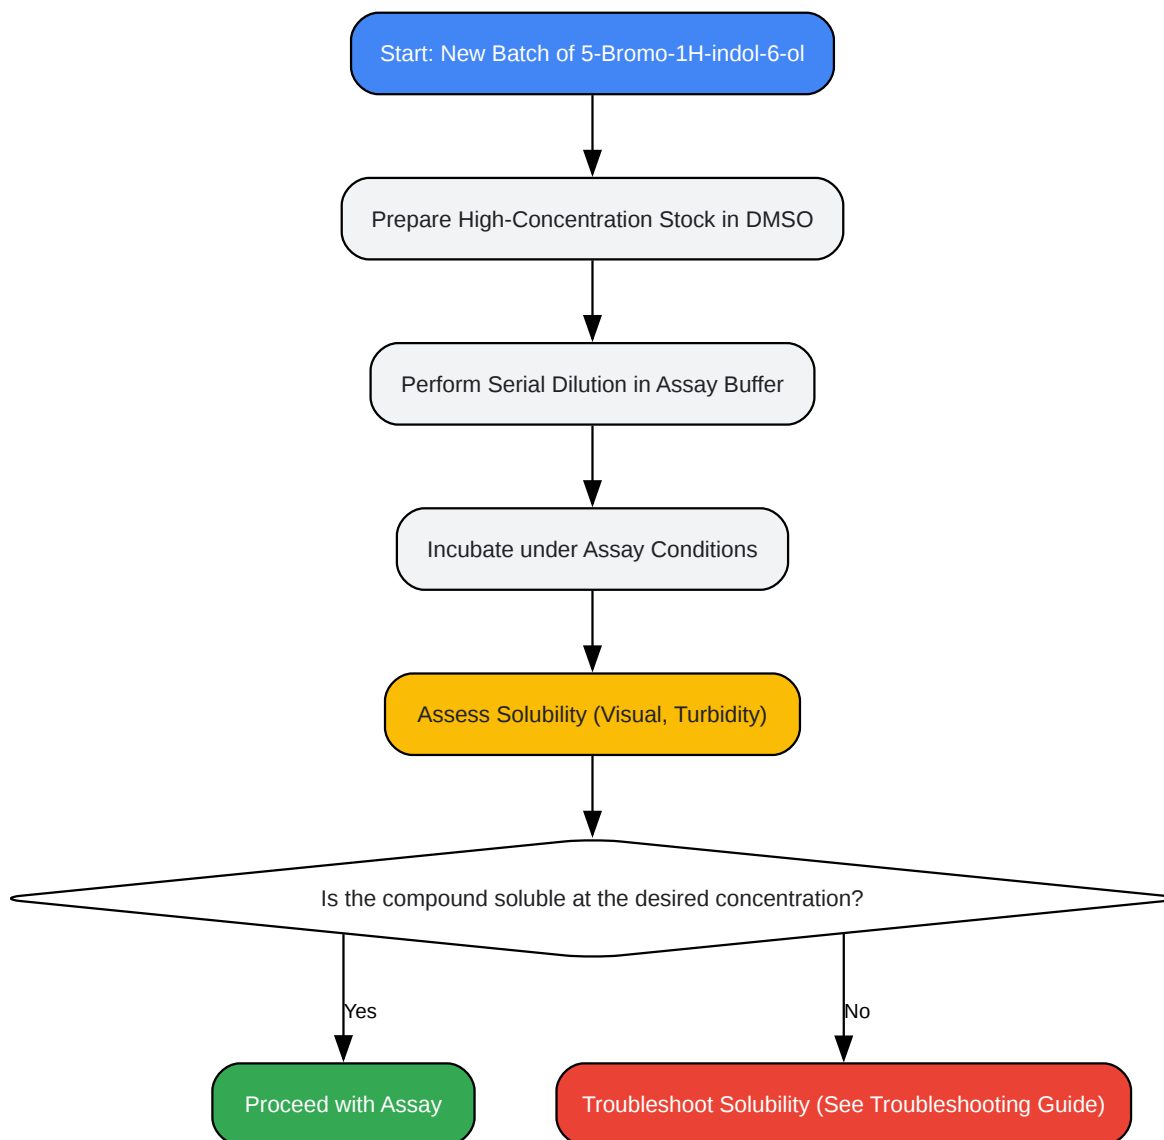 Start: New Batch of 5-Bromo-1H-indol-6-ol
Prepare High-Concentration Stock in DMSO
Perform Serial Dilution in Assay Buffer
Incubate under Assay Conditions
Assess Solubility (Visual, Turbidity)
Is the compound soluble at the desired concentration?
Yes
No
Proceed with Assay
Troubleshoot Solubility (See Troubleshooting Guide)